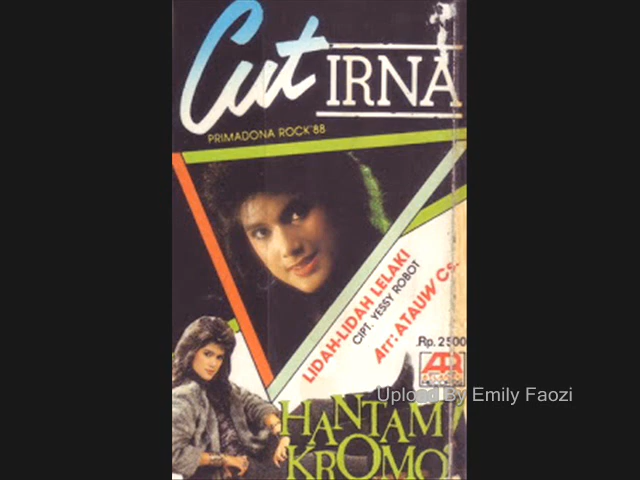 Cut
IRNA
PRIMADONA ROCK'88
LIDAH-LIDAH LELAKI
CIPT. YESSY ROBOT
Arr: ATAUW Cs.
Rp. 2500
Upload By Emily Faozi
HANTAM
KROMO